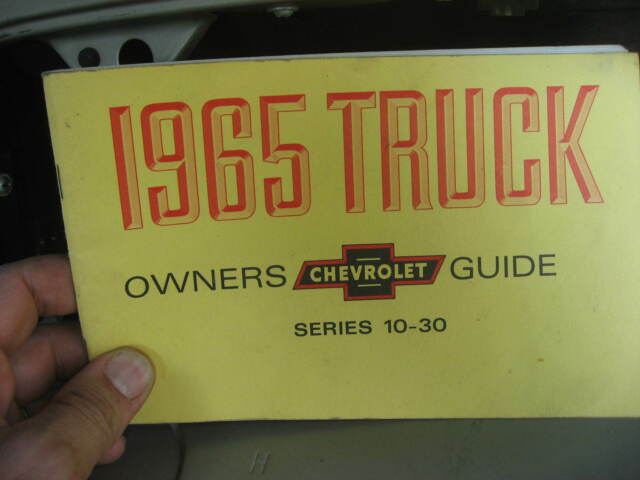 1965 TRUCK
OWNERS CHEVROLET GUIDE
SERIES 10-30